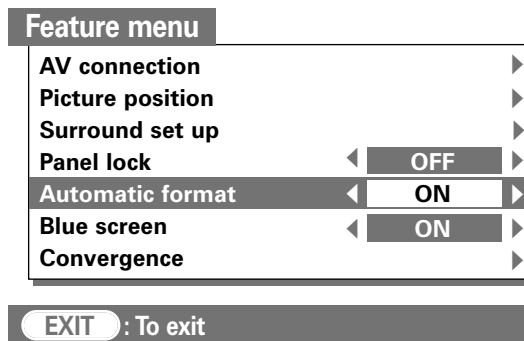 Feature menu
AV connection
Picture position
Surround set up
Panel lock OFF
Automatic format ON
Blue screen ON
Convergence
EXIT : To exit